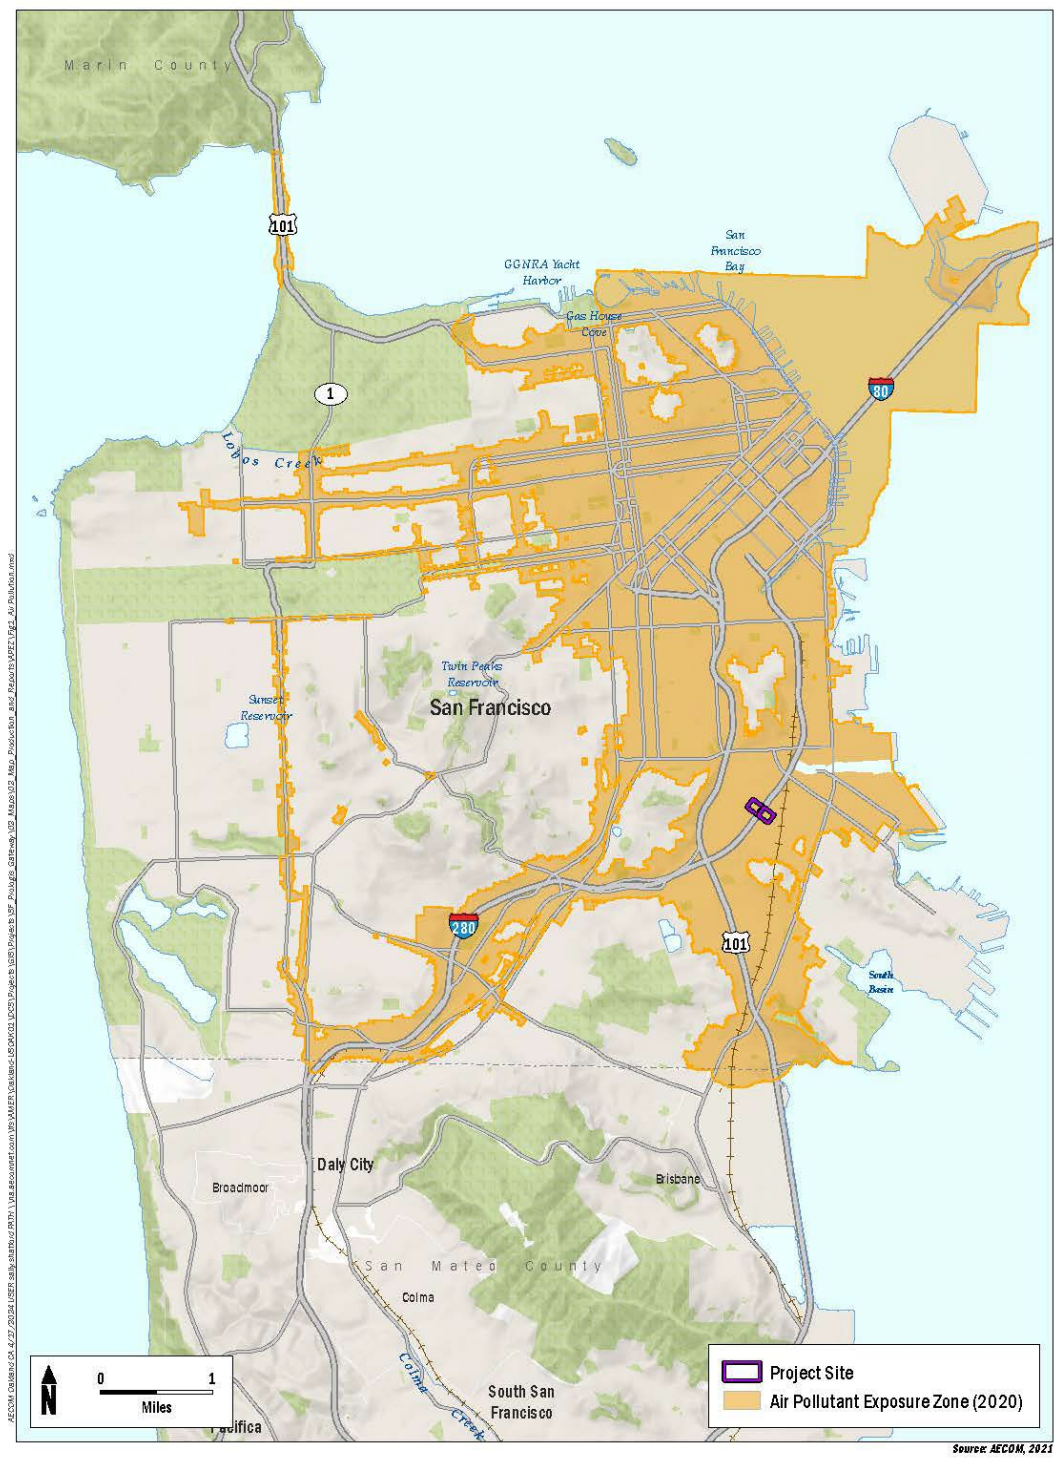 Marin County
101
San
Francisco
Bay
GGNRA Yacht
Harbor
Gas House
Cove
80
1
Lobos Creek
Twin Peaks
Reservoir
San Francisco
Sunset
Reservoir
280
101
South
Basin
Daly City
Broadmoor
Brisbane
San Mateo County
Colma
Colma Creek
South San
Francisco
Pacifica
N
0 1
Miles
Project Site
Air Pollutant Exposure Zone (2020)
Source: AECOM, 2021